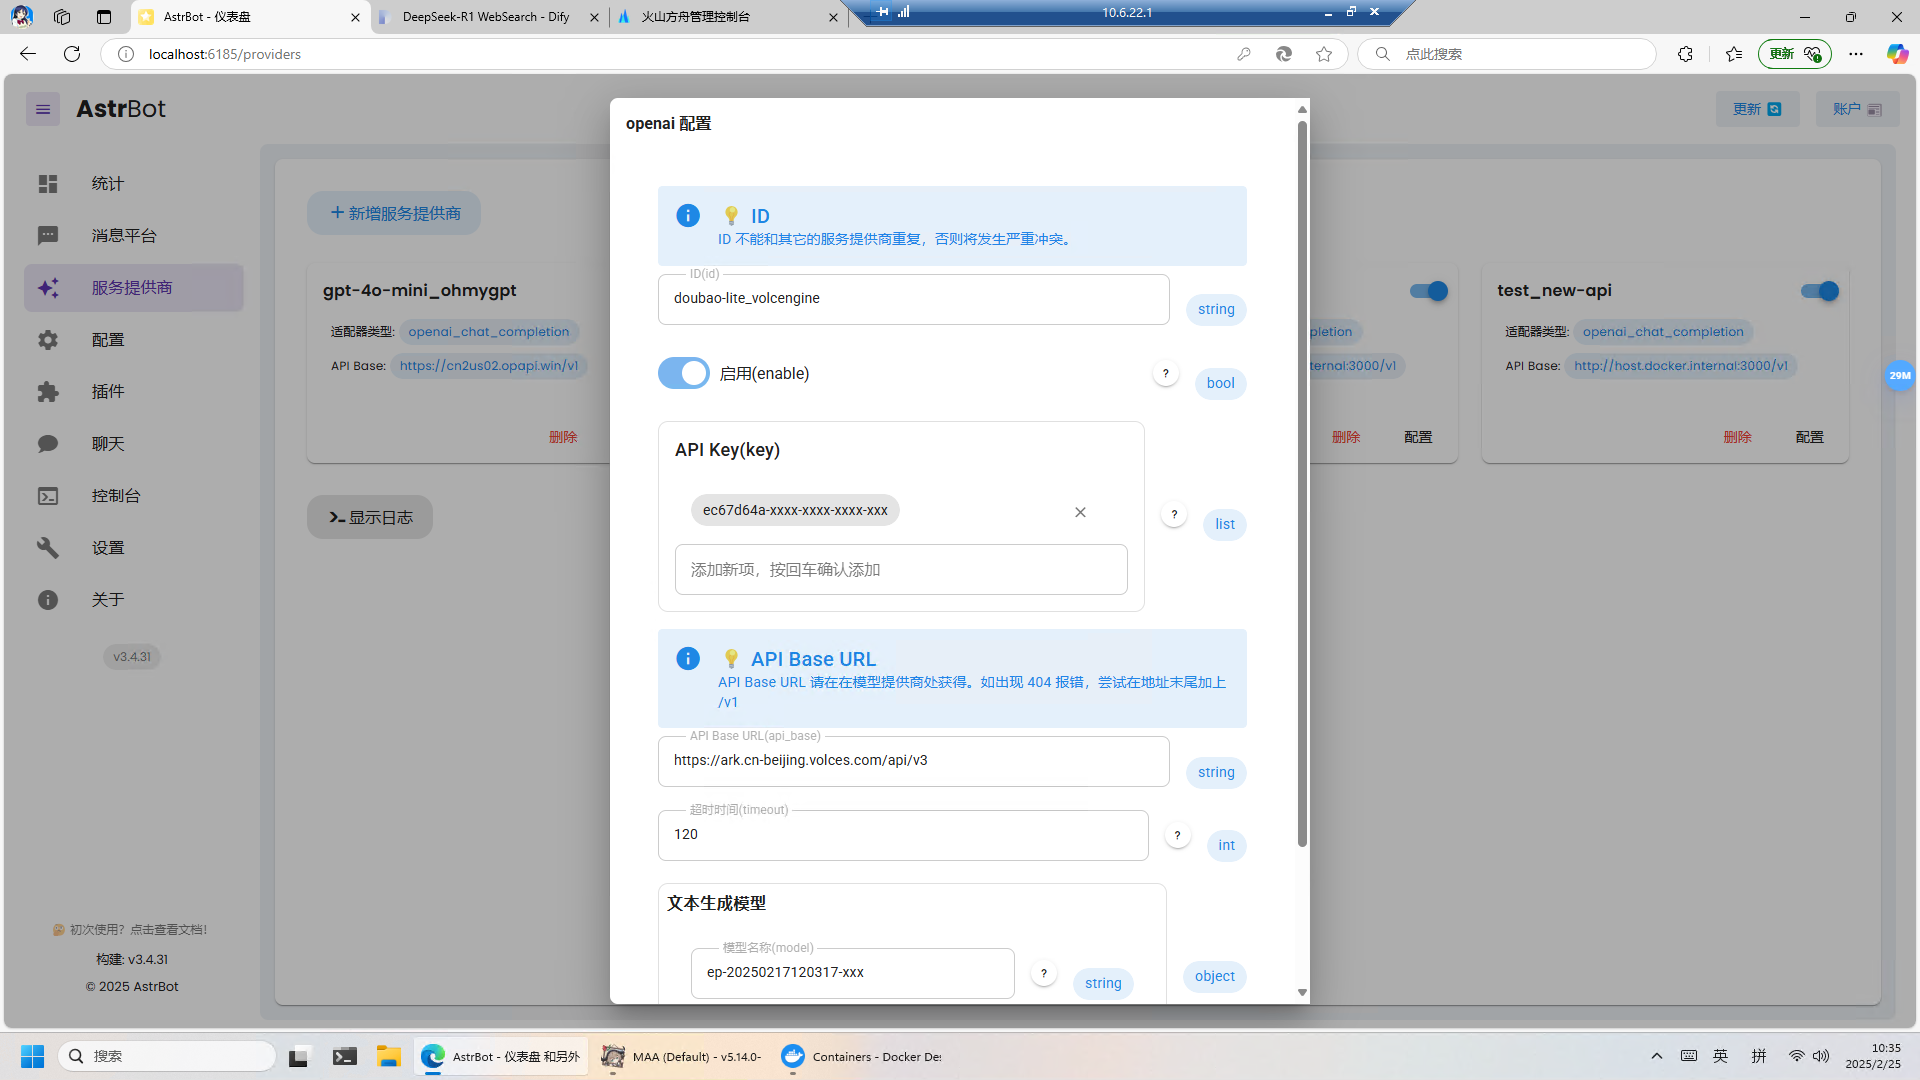 AstrBot - 仪表盘
DeepSeek-R1 WebSearch - Dify
火山方舟管理控制台
10.6.22.1
localhost:6185/providers
点此搜索
更新
AstrBot
更新
账户
统计
消息平台
服务提供商
配置
插件
聊天
控制台
设置
关于
v3.4.31
初次使用？点击查看文档!
构建: v3.4.31
© 2025 AstrBot
新增服务提供商
gpt-4o-mini_ohmygpt
适配器类型: openai_chat_completion
API Base: https://cn2us02.opapi.win/v1
删除
显示日志
pletion
ternal:3000/v1
删除
配置
test_new-api
适配器类型: openai_chat_completion
API Base: http://host.docker.internal:3000/v1
删除
配置
29M
openai 配置
ID
ID 不能和其它的服务提供商重复，否则将发生严重冲突。
ID(id)
doubao-lite_volcengine
string
启用(enable)
?
bool
API Key(key)
ec67d64a-xxxx-xxxx-xxxx-xxx
?
list
添加新项，按回车确认添加
API Base URL
API Base URL 请在在模型提供商处获得。如出现 404 报错，尝试在地址末尾加上
/v1
API Base URL(api_base)
https://ark.cn-beijing.volces.com/api/v3
string
超时时间(timeout)
120
?
int
文本生成模型
模型名称(model)
ep-20250217120317-xxx
?
string
object
搜索
AstrBot - 仪表盘 和另外
MAA (Default) - v5.14.0-
Containers - Docker De
英
拼
10:35
2025/2/25